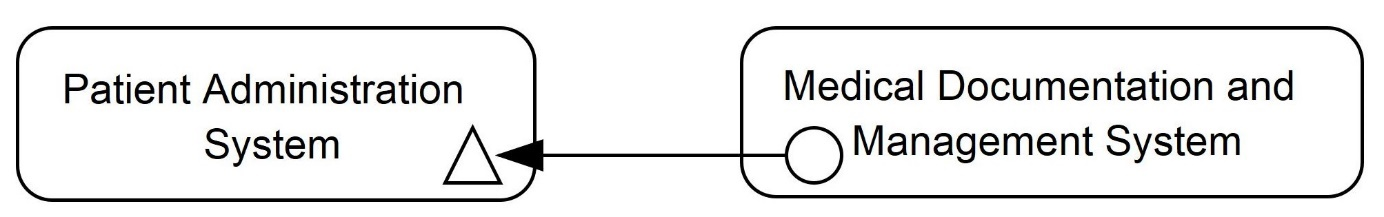 Patient Administration
System
Medical Documentation and
Management System